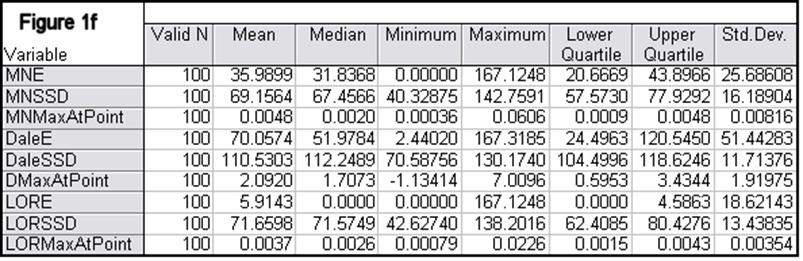 Figure 1f
Variable Valid N Mean Median Minimum Maximum Lower Quartile Upper Quartile Std.Dev.
MNE 100 35.9899 31.8368 0.00000 167.1248 20.6669 43.8966 25.68608
MNSSD 100 69.1564 67.4566 40.32875 142.7591 57.5730 77.9292 16.18904
MNMaxAtPoint 100 0.0048 0.0020 0.00036 0.0606 0.0009 0.0048 0.00816
DaleE 100 70.0574 51.9784 2.44020 167.3185 24.4963 120.5450 51.44283
DaleSSD 100 110.5303 112.2489 70.58756 130.1740 104.4996 118.6246 11.71376
DMaxAtPoint 100 2.0920 1.7073 -1.13414 7.0096 0.5953 3.4344 1.91975
LORE 100 5.9143 0.0000 0.00000 167.1248 0.0000 4.5863 18.62143
LORSSD 100 71.6598 71.5749 42.62740 138.2016 62.4085 80.4276 13.43835
LORMaxAtPoint 100 0.0037 0.0026 0.00079 0.0226 0.0015 0.0043 0.00354